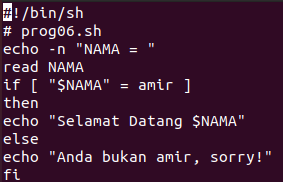 #!/bin/sh
# prog06.sh
echo -n "NAMA = "
read NAMA
if [ "$NAMA" = amir ]
then
echo "Selamat Datang $NAMA"
else
echo "Anda bukan amir, sorry!"
fi